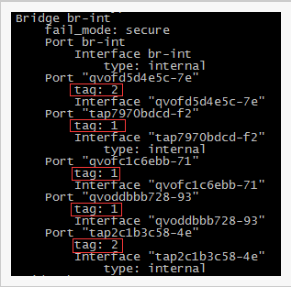 Bridge br-int
fail_mode: secure
Port br-int
Interface br-int
type: internal
Port "qvofd5d4e5c-7e"
tag: 2
Interface "qvofd5d4e5c-7e"
Port "tap7970bdcd-f2"
tag: 1
Interface "tap7970bdcd-f2"
type: internal
Port "qvofc1c6ebb-71"
tag: 1
Interface "qvofc1c6ebb-71"
Port "qvoddbbb728-93"
tag: 1
Interface "qvoddbbb728-93"
Port "tap2c1b3c58-4e"
tag: 2
Interface "tap2c1b3c58-4e"
type: internal